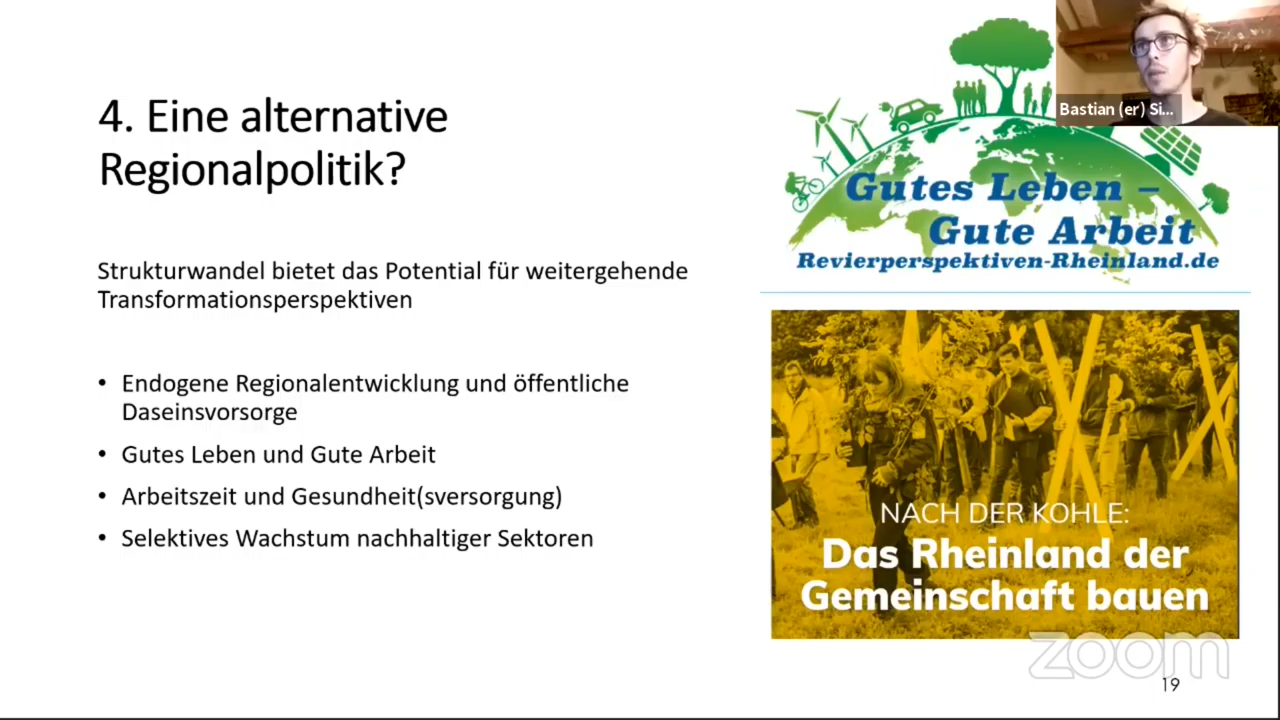 4. Eine alternative
Regionalpolitik?
Strukturwandel bietet das Potential für weitergehende
Transformationsperspektiven
• Endogene Regionalentwicklung und öffentliche
Daseinsvorsorge
• Gutes Leben und Gute Arbeit
• Arbeitszeit und Gesundheit(sversorgung)
• Selektives Wachstum nachhaltiger Sektoren
Bastian (er) Si...
Gutes Leben –
Gute Arbeit
Revierperspektiven-Rheinland.de
NACH DER KOHLE:
Das Rheinland der
Gemeinschaft bauen
zoom
19